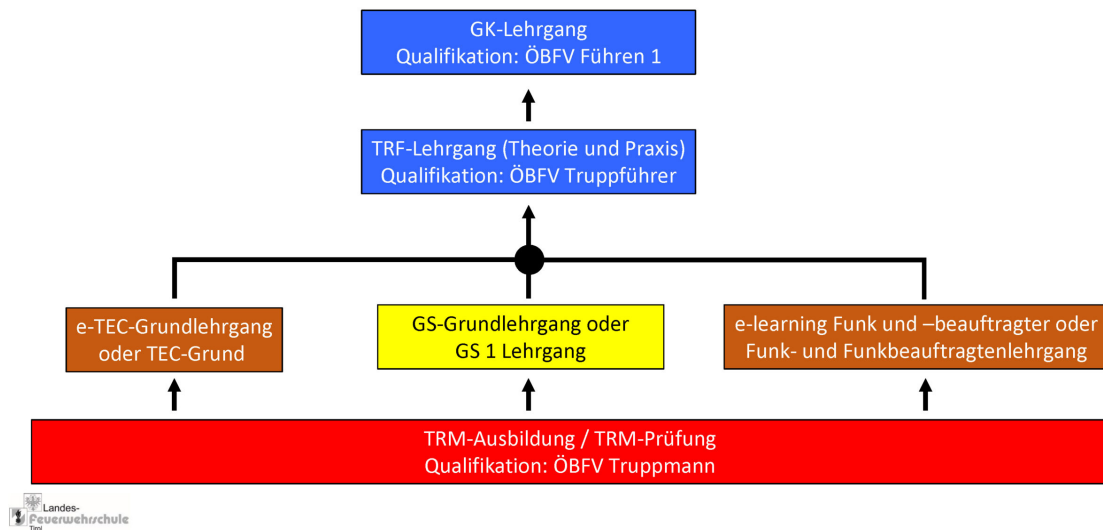 GK-Lehrgang
Qualifikation: ÖBFV Führen 1
TRF-Lehrgang (Theorie und Praxis)
Qualifikation: ÖBFV Truppführer
e-TEC-Grundlehrgang
oder TEC-Grund
GS-Grundlehrgang oder
GS 1 Lehrgang
e-learning Funk und –beauftragter oder
Funk- und Funkbeauftragtenlehrgang
TRM-Ausbildung / TRM-Prüfung
Qualifikation: ÖBFV Truppmann
Landes-
Feuerwehrschule
Tirol